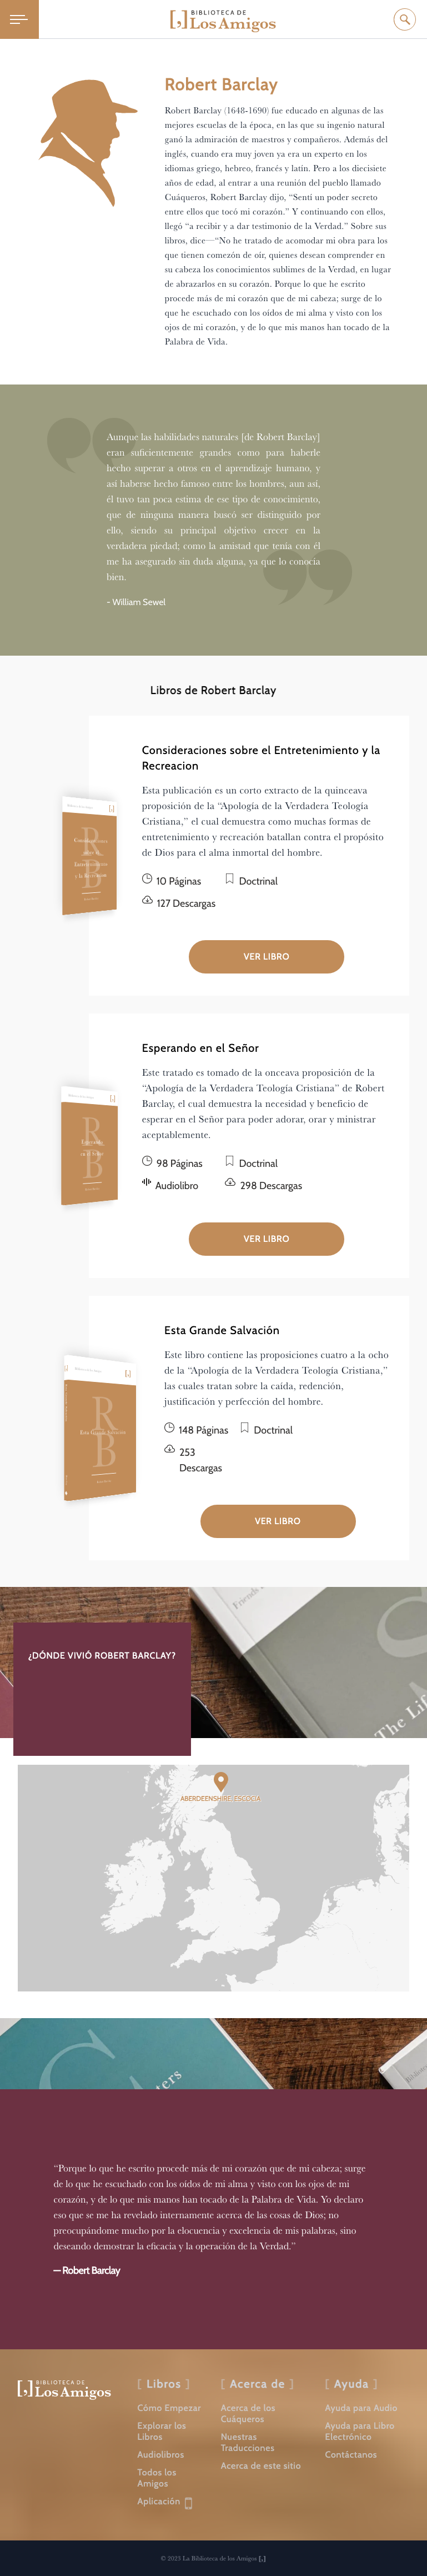 BIBLIOTECA DE
Los Amigos
Robert Barclay
Robert Barclay (1648-1690) fue educado en algunas de las
mejores escuelas de la época, en las que su ingenio natural
ganó la admiración de maestros y compañeros. Además del
inglés, cuando era muy joven ya era un experto en los
idiomas griego, hebreo, francés y latín. Pero a los diecisiete
años de edad, al entrar a una reunión del pueblo llamado
Cuáqueros, Robert Barclay dijo, “Sentí un poder secreto
entre ellos que tocó mi corazón.” Y continuando con ellos,
llegó “a recibir y a dar testimonio de la Verdad.” Sobre sus
libros, dice—“No he tratado de acomodar mi obra para los
que tienen comezón de oír, quienes desean comprender en
su cabeza los conocimientos sublimes de la Verdad, en lugar
de abrazarlos en su corazón. Porque lo que he escrito
procede más de mi corazón que de mi cabeza; surge de lo
que he escuchado con los oídos de mi alma y visto con los
ojos de mi corazón, y de lo que mis manos han tocado de la
Palabra de Vida.
Aunque las habilidades naturales [de Robert Barclay]
eran suficientemente grandes como para haberle
hecho superar a otros en el aprendizaje humano, y
así haberse hecho famoso entre los hombres, aun así,
él tuvo tan poca estima de ese tipo de conocimiento,
que de ninguna manera buscó ser distinguido por
ello, siendo su principal objetivo crecer en la
verdadera piedad; como la amistad que tenía con él
me ha asegurado sin duda alguna, ya que lo conocía
bien.
- William Sewel
Libros de Robert Barclay
Consideraciones sobre el Entretenimiento y la
Recreacion
Esta publicación es un corto extracto de la quinceava
proposición de la “Apología de la Verdadera Teología
Cristiana,” el cual demuestra como muchas formas de
entretenimiento y recreación batallan contra el propósito
de Dios para el alma inmortal del hombre.
10 Páginas
Doctrinal
127 Descargas
VER LIBRO
Esperando en el Señor
Este tratado es tomado de la onceava proposición de la
“Apología de la Verdadera Teología Cristiana” de Robert
Barclay, el cual demuestra la necesidad y beneficio de
esperar en el Señor para poder adorar, orar y ministrar
aceptablemente.
98 Páginas
Doctrinal
Audiolibro
298 Descargas
VER LIBRO
Esta Grande Salvación
Esta Grande Salvación
Este libro contiene las proposiciones cuatro a la ocho
de la “Apología de la Verdadera Teología Cristiana,”
las cuales tratan sobre la caída, redención,
justificación y perfección del hombre.
148 Páginas
Doctrinal
253
Descargas
VER LIBRO
¿DÓNDE VIVIÓ ROBERT BARCLAY?
The Lif
ABERDEENSHIRE, ESCOCIA
“Porque lo que he escrito procede más de mi corazón que de mi cabeza; surge
de lo que he escuchado con los oídos de mi alma y visto con los ojos de mi
corazón, y de lo que mis manos han tocado de la Palabra de Vida. Yo declaro
eso que se me ha revelado internamente acerca de las cosas de Dios; no
preocupándome mucho por la elocuencia y excelencia de mis palabras, sino
deseando demostrar la eficacia y la operación de la Verdad.”
— Robert Barclay
BIBLIOTECA DE
Los Amigos
[ Libros ]
Cómo Empezar
Explorar los
Libros
Audiolibros
Todos los
Amigos
Aplicación
[ Acerca de ]
Acerca de los
Cuáqueros
Nuestras
Traducciones
Acerca de este sitio
[ Ayuda ]
Ayuda para Audio
Ayuda para Libro
Electrónico
Contáctanos
© 2023 La Biblioteca de los Amigos [,]